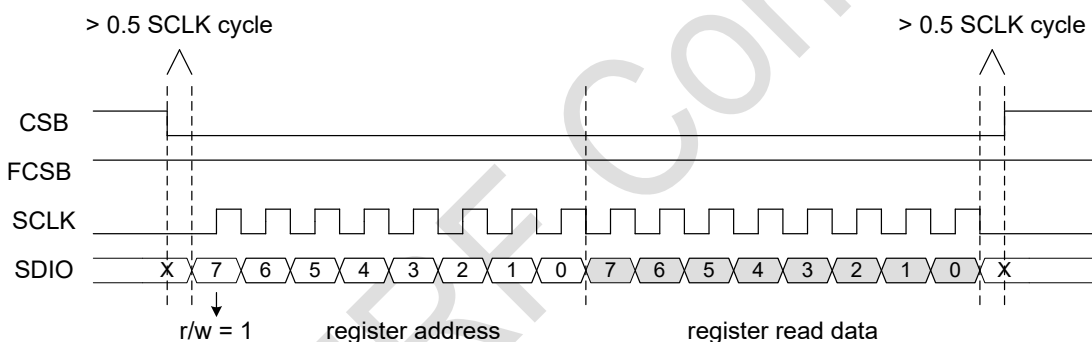 > 0.5 SCLK cycle > 0.5 SCLK cycle
CSB
FCSB
SCLK
SDIO X 7 6 5 4 3 2 1 0 7 6 5 4 3 2 1 0 X
r/w = 1 register address register read data